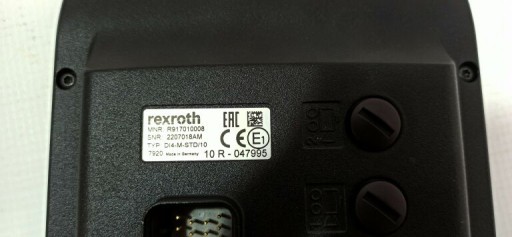 rexroth
EAC
MNR: R917010008
SNR: 2207018AM
TYP: DI4-M-STD/10
CE E1
7920 Made in Germany 10 R - 047995